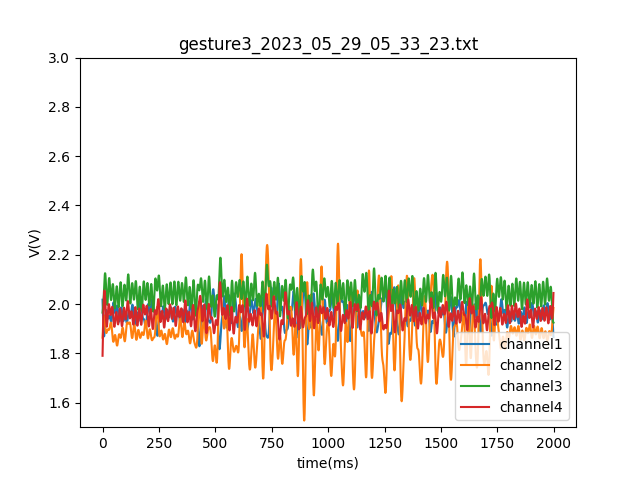 gesture3_2023_05_29_05_33_23.txt
3.0
2.8
2.6
2.4
2.2
2.0
1.8
1.6
V(V)
channel1
channel2
channel3
channel4
0 250 500 750 1000 1250 1500 1750 2000
time(ms)